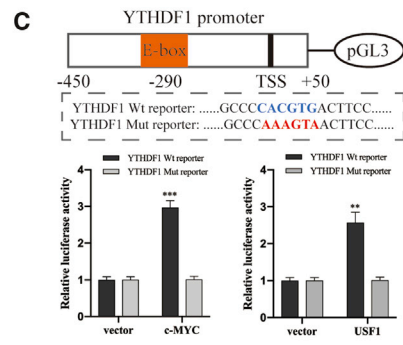 C
YTHDF1 promoter
E-box
pGL3
-450 -290 TSS +50
YTHDF1 Wt reporter: ......GCCCCACGTGACTTCC......
YTHDF1 Mut reporter: ......GCCCAAAGTAACTTCC......
YTHDF1 Wt reporter
YTHDF1 Mut reporter
Relative luciferase activity
4
3
2
1
0
***
vector c-MYC
YTHDF1 Wt reporter
YTHDF1 Mut reporter
Relative luciferase activity
4
3
2
1
0
**
vector USF1